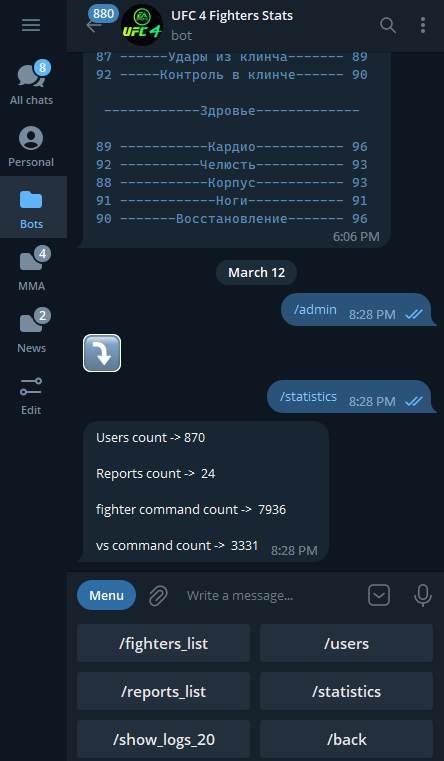 880
UFC 4 Fighters Stats
bot
8
All chats
Personal
Bots
4
MMA
2
News
Edit
EA
UFC 4
87 ------Удары из клинча------ 89
92 -----Контроль в клинче----- 90
------------Здровье------------
89 -----------Кардио---------- 96
92 ----------Челюсть---------- 93
88 -----------Корпус---------- 93
91 ------------Ноги----------- 91
90 -------Восстановление------- 96
6:06 PM
March 12
/admin 8:28 PM
/statistics 8:28 PM
Users count -> 870
Reports count -> 24
fighter command count -> 7936
vs command count -> 3331 8:28 PM
Menu
Write a message...
/fighters_list
/users
/reports_list
/statistics
/show_logs_20
/back